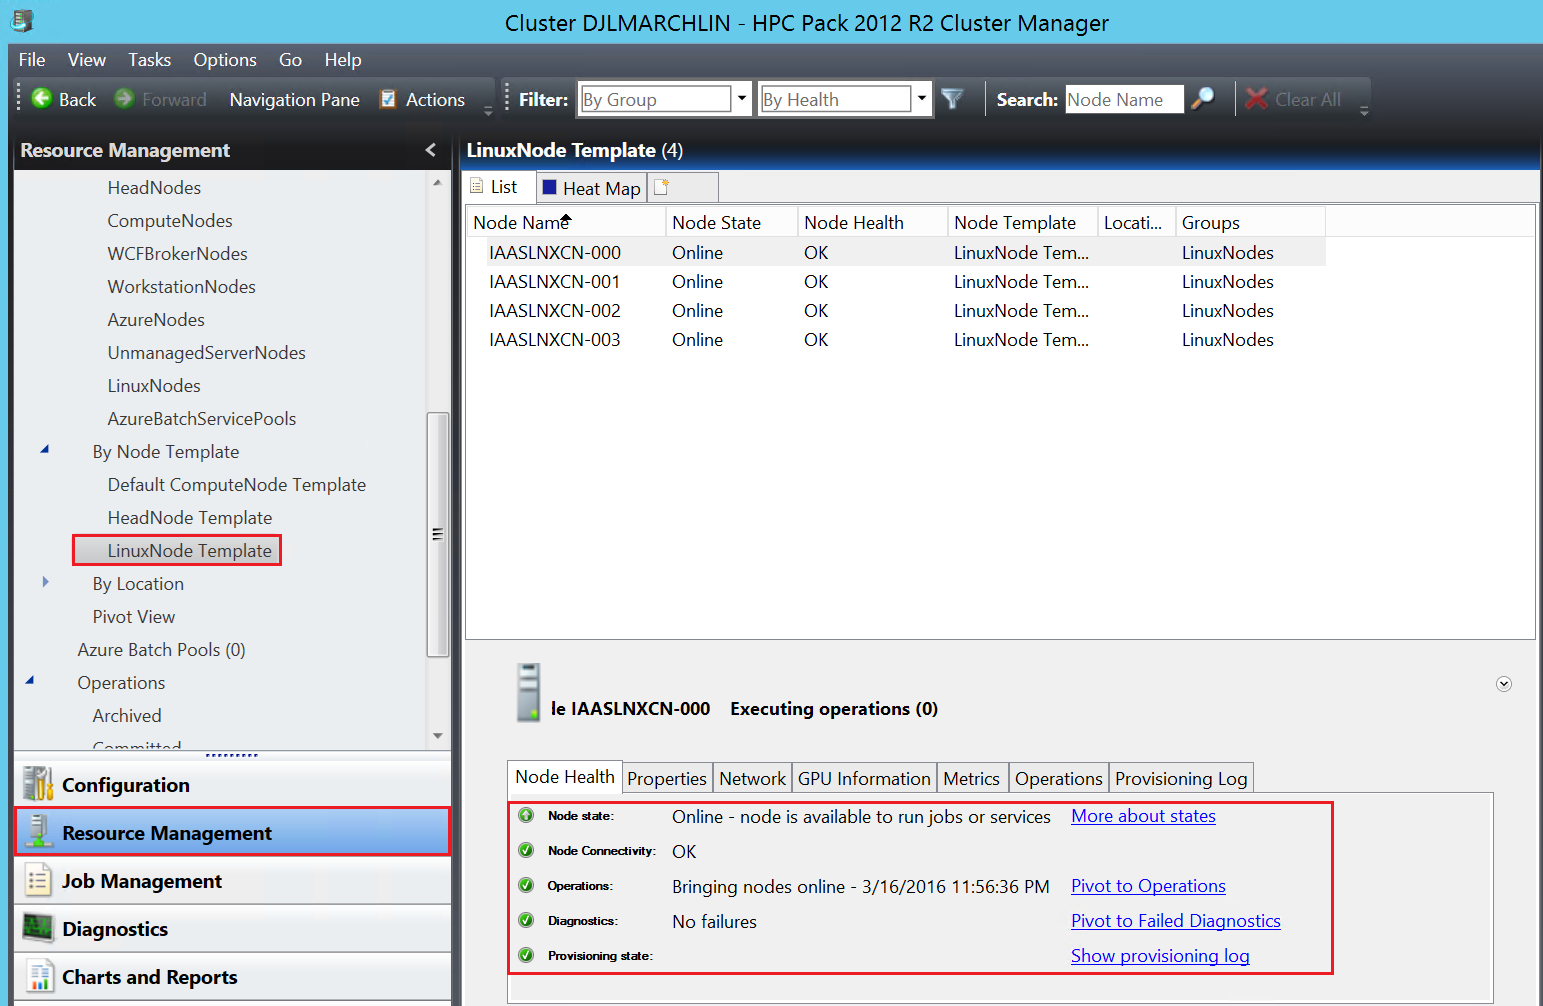 Cluster DJLMARCHLIN - HPC Pack 2012 R2 Cluster Manager
File View Tasks Options Go Help
Back Forward Navigation Pane Actions Filter: By Group By Health Search: Node Name Clear All
Resource Management
HeadNodes
ComputeNodes
WCFBrokerNodes
WorkstationNodes
AzureNodes
UnmanagedServerNodes
LinuxNodes
AzureBatchServicePools
By Node Template
Default ComputeNode Template
HeadNode Template
LinuxNode Template
By Location
Pivot View
Azure Batch Pools (0)
Operations
Archived
Committed
Configuration
Resource Management
Job Management
Diagnostics
Charts and Reports
LinuxNode Template (4)
List Heat Map
Node Name Node State Node Health Node Template Locati... Groups
IAASLNXCN-000 Online OK LinuxNode Tem... LinuxNodes
IAASLNXCN-001 Online OK LinuxNode Tem... LinuxNodes
IAASLNXCN-002 Online OK LinuxNode Tem... LinuxNodes
IAASLNXCN-003 Online OK LinuxNode Tem... LinuxNodes
le IAASLNXCN-000 Executing operations (0)
Node Health Properties Network GPU Information Metrics Operations Provisioning Log
Node state: Online - node is available to run jobs or services More about states
Node Connectivity: OK
Operations: Bringing nodes online - 3/16/2016 11:56:36 PM Pivot to Operations
Diagnostics: No failures Pivot to Failed Diagnostics
Provisioning state: Show provisioning log